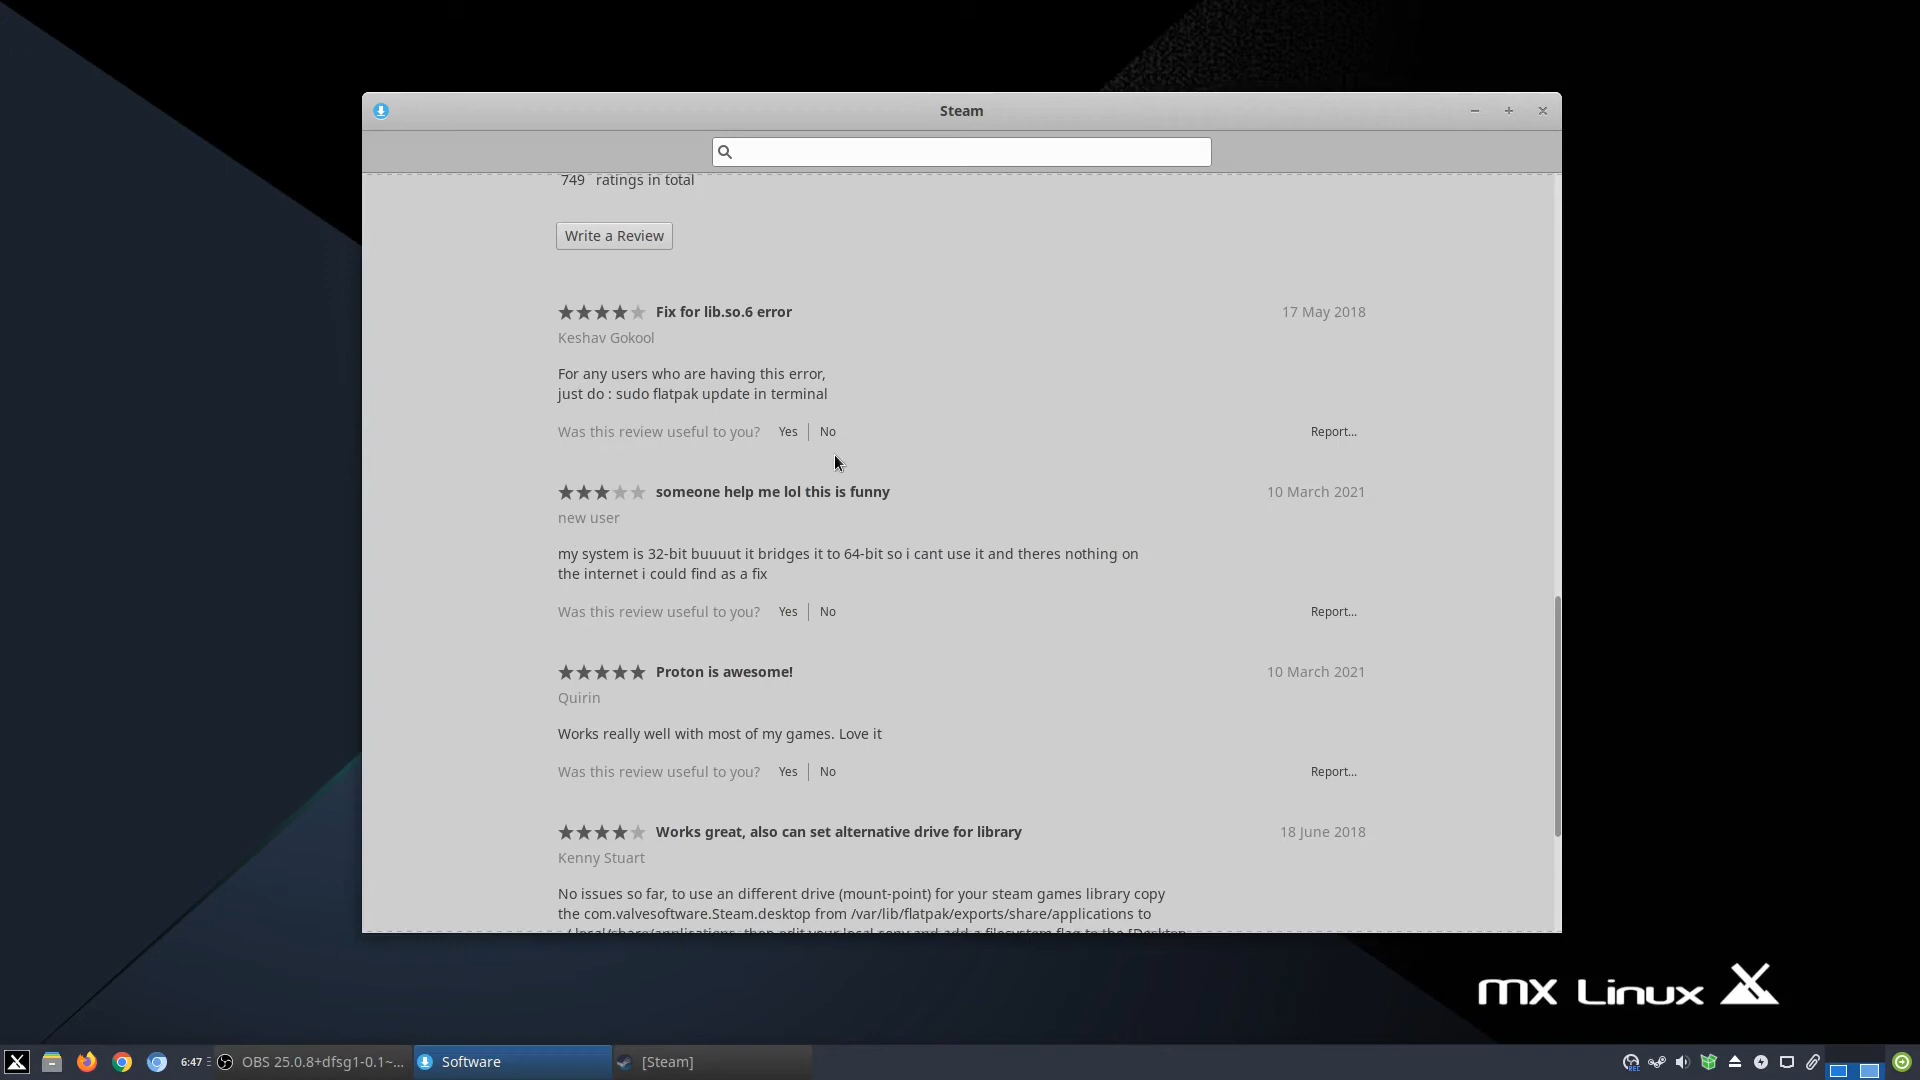 Steam
749 ratings in total
Write a Review
Fix for lib.so.6 error 17 May 2018
Keshav Gokool
For any users who are having this error,
just do : sudo flatpak update in terminal
Was this review useful to you? Yes No Report...
someone help me lol this is funny 10 March 2021
new user
my system is 32-bit buuuut it bridges it to 64-bit so i cant use it and theres nothing on
the internet i could find as a fix
Was this review useful to you? Yes No Report...
Proton is awesome! 10 March 2021
Quirin
Works really well with most of my games. Love it
Was this review useful to you? Yes No Report...
Works great, also can set alternative drive for library 18 June 2018
Kenny Stuart
No issues so far, to use an different drive (mount-point) for your steam games library copy
the com.valvesoftware.Steam.desktop from /var/lib/flatpak/exports/share/applications to
mx Linux
6:47 OBS 25.0.8+dfsg1-0.1~... Software [Steam]